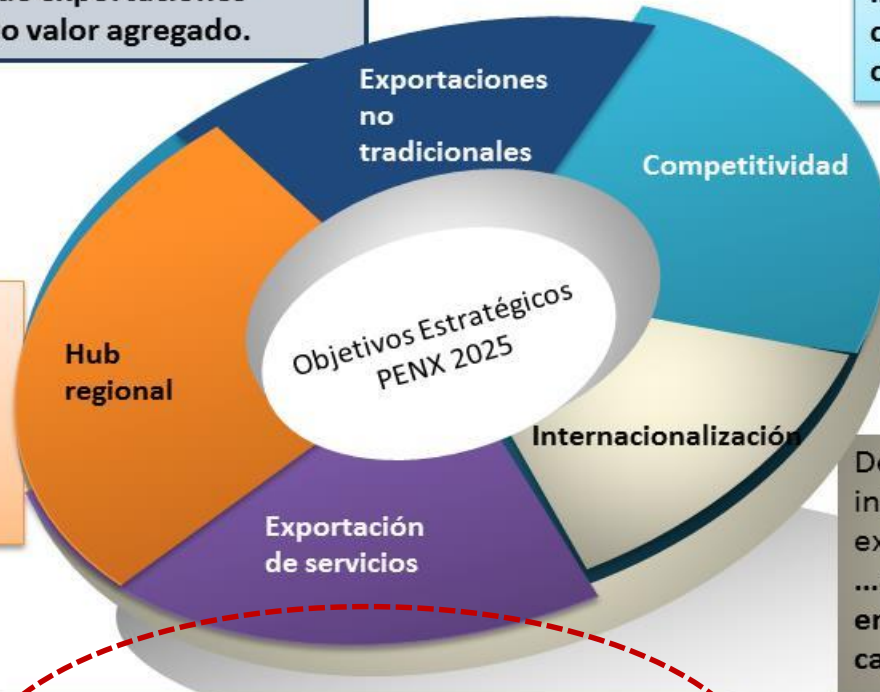 o valor agregado.
Exportaciones
no
tradicionales
Competitividad
Objetivos Estratégicos
PENX 2025
Hub
regional
Internacionalización
Exportación
de servicios